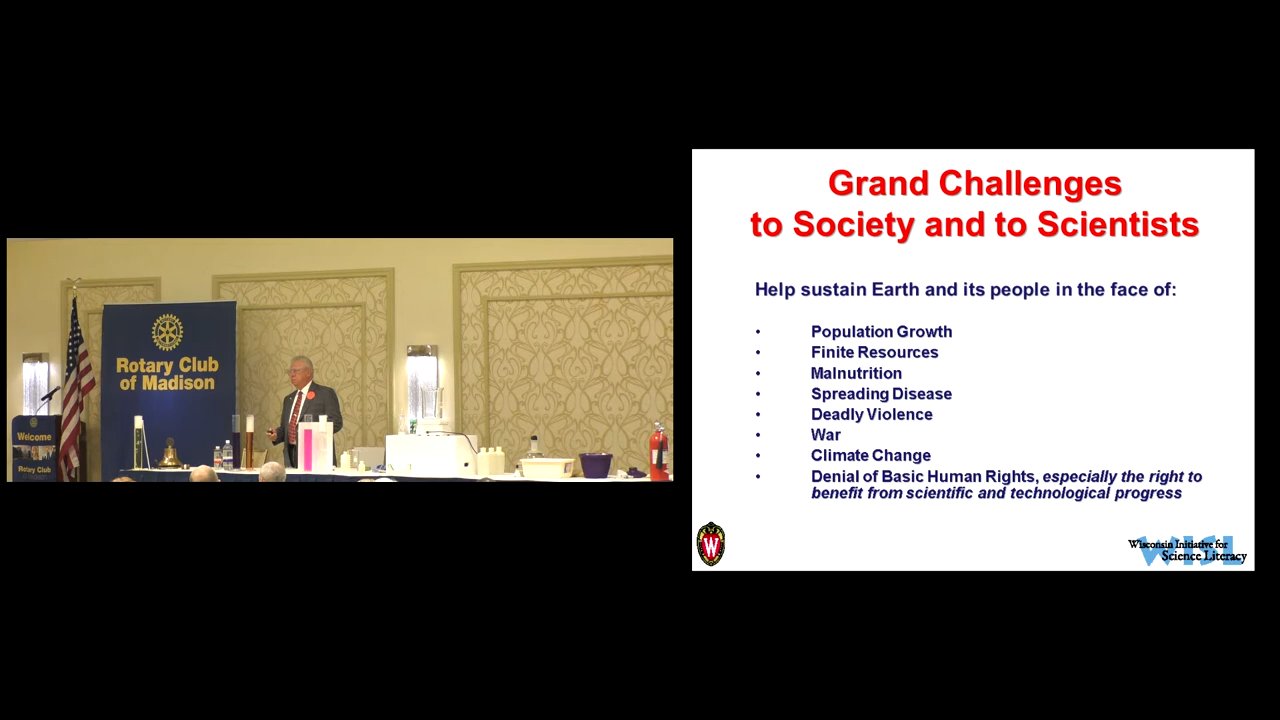 Rotary Club
of Madison
Welcome
Rotary Club
Grand Challenges
to Society and to Scientists
Help sustain Earth and its people in the face of:
• Population Growth
• Finite Resources
• Malnutrition
• Spreading Disease
• Deadly Violence
• War
• Climate Change
• Denial of Basic Human Rights, especially the right to
benefit from scientific and technological progress
W
WISL
Wisconsin Initiative for
Science Literacy